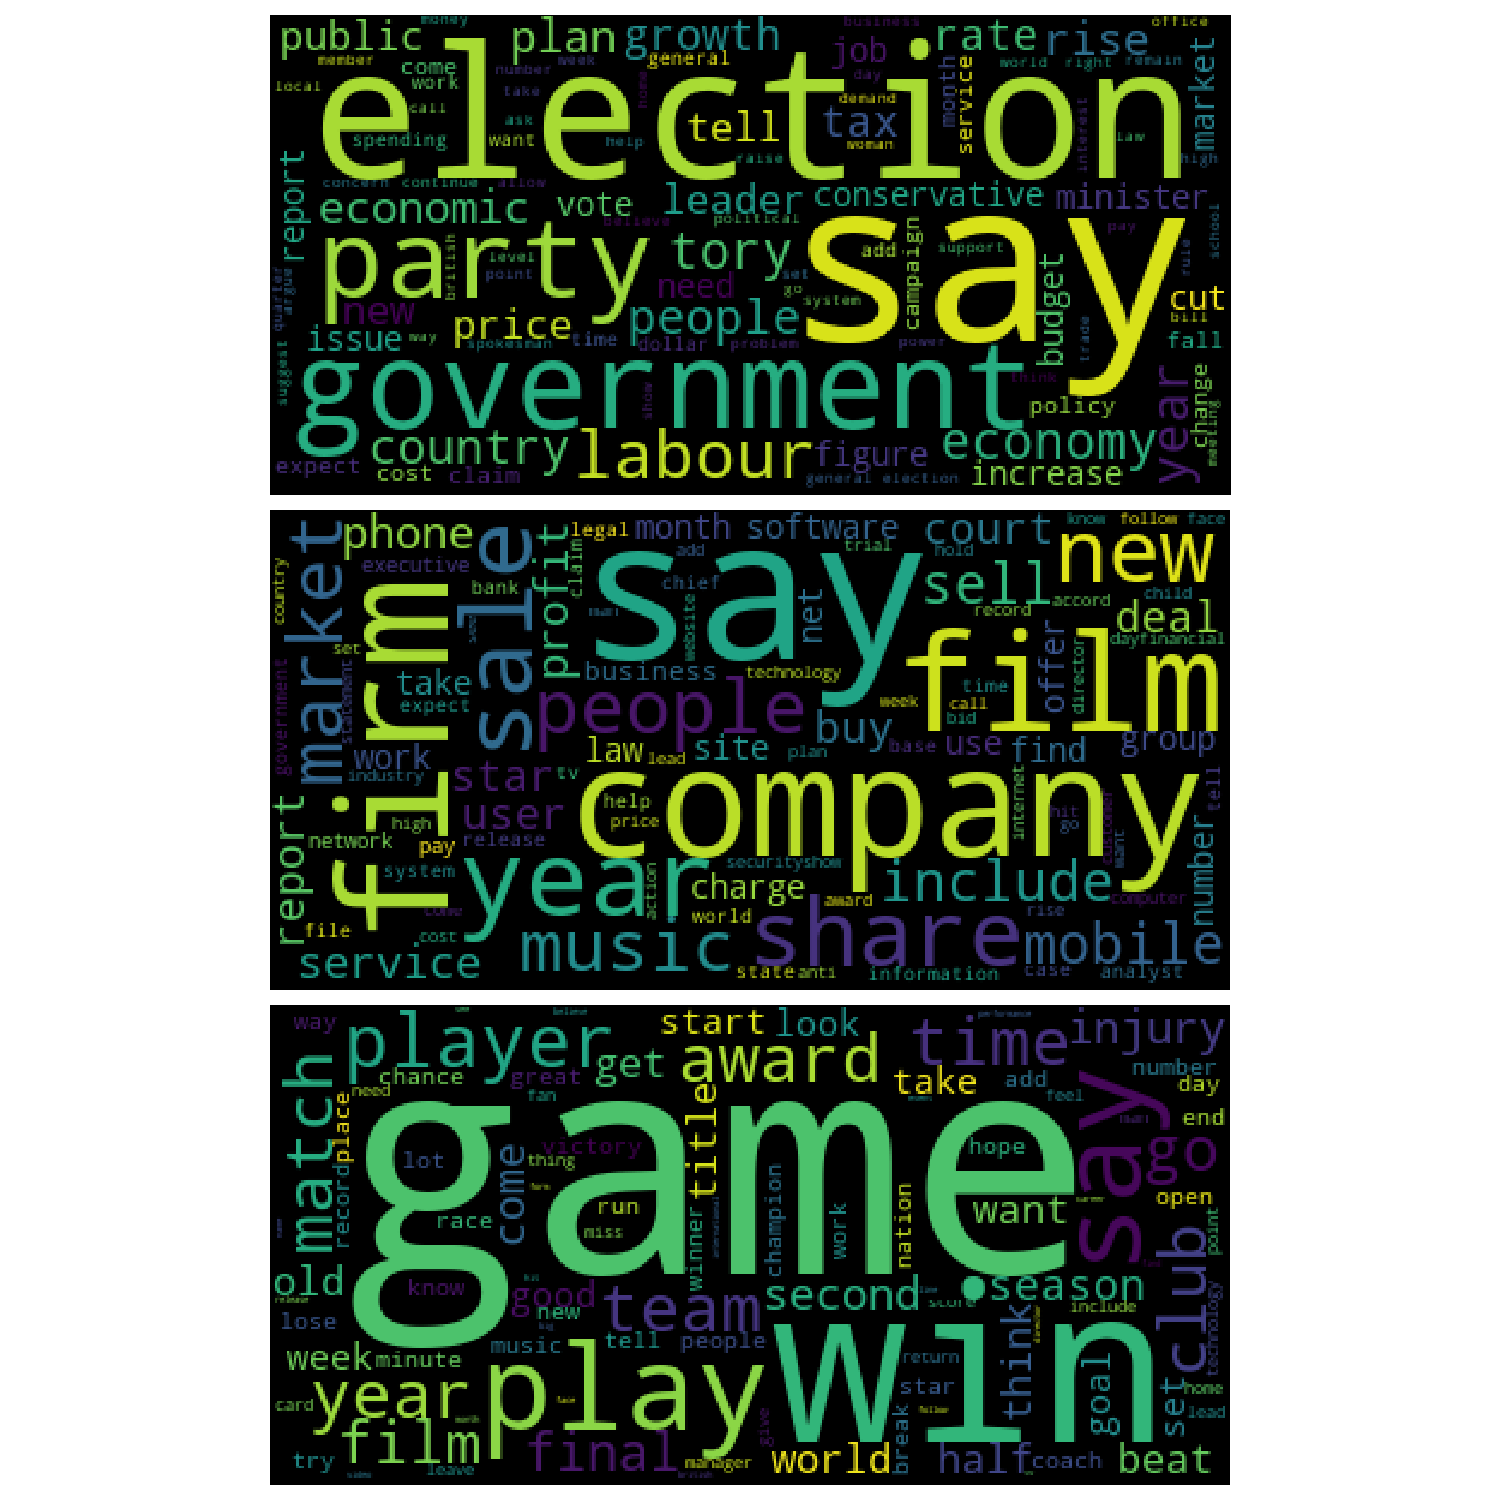 money business office
public plan growth job rate rise
member general
come work number week day world right remain
local call take home demand month service market
election
ask tell tax
spending want help woman law
raise interest high
concern continue allow
report economic vote leader conservative minister
believe political
party tory say
british level point set add campaign support pay rule school
need go system
suggest quarter argue
new price people budget cut
bill
issue way spokesman time dollar problem power trade fall
government
show think policy year change
country labour figure economy
meeting
expect cost claim general election increase
market phone sale profit legal month software court know follow face
claim add trial hold new
country executive bank chief say sell
firm man website net record accord child
deal
set see film dayfinancial
government statement take business technology offer director
expect people week call time
bid
work law lead site plan buy base use find group
industry star tv company
user help internet hit tell
high price go customer want number
report network pay release
system year securityshow include
come action charge computer
file cost world award share rise
service music mobile
state anti information case analyst
believe performance
way player start look time injury
match get award number
chance great take add day
need fan feel
place game title say man end
lot victory hope go
thing
record come run champion want open
race miss work nation point
winner international
old know good team second season club
release new score include technology
lose music tell people think
week minute play win return goal set home
year star lead
card film final give world break half coach beat
try leave manager
video british